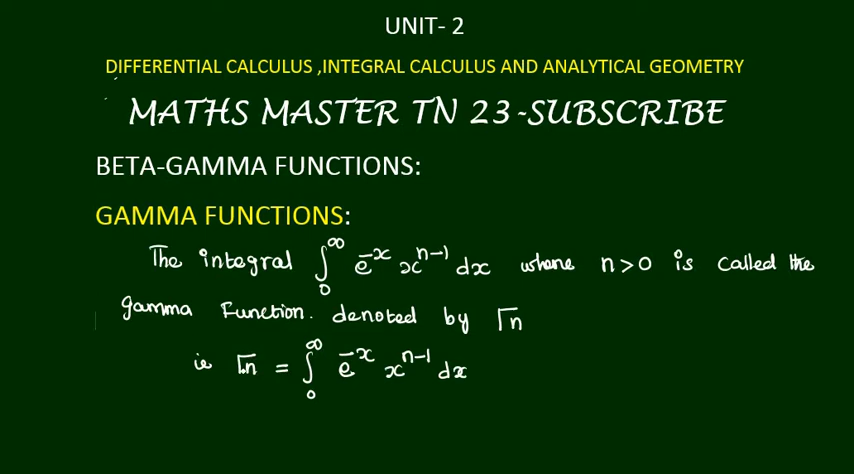 UNIT- 2
DIFFERENTIAL CALCULUS ,INTEGRAL CALCULUS AND ANALYTICAL GEOMETRY
MATHS MASTER TN 23-SUBSCRIBE
BETA-GAMMA FUNCTIONS:
GAMMA FUNCTIONS:
The integral ∫₀^∞ e^-x x^n-1 dx where n>0 is called the
gamma Function. denoted by Γn
ie Γn = ∫₀^∞ e^-x x^n-1 dx